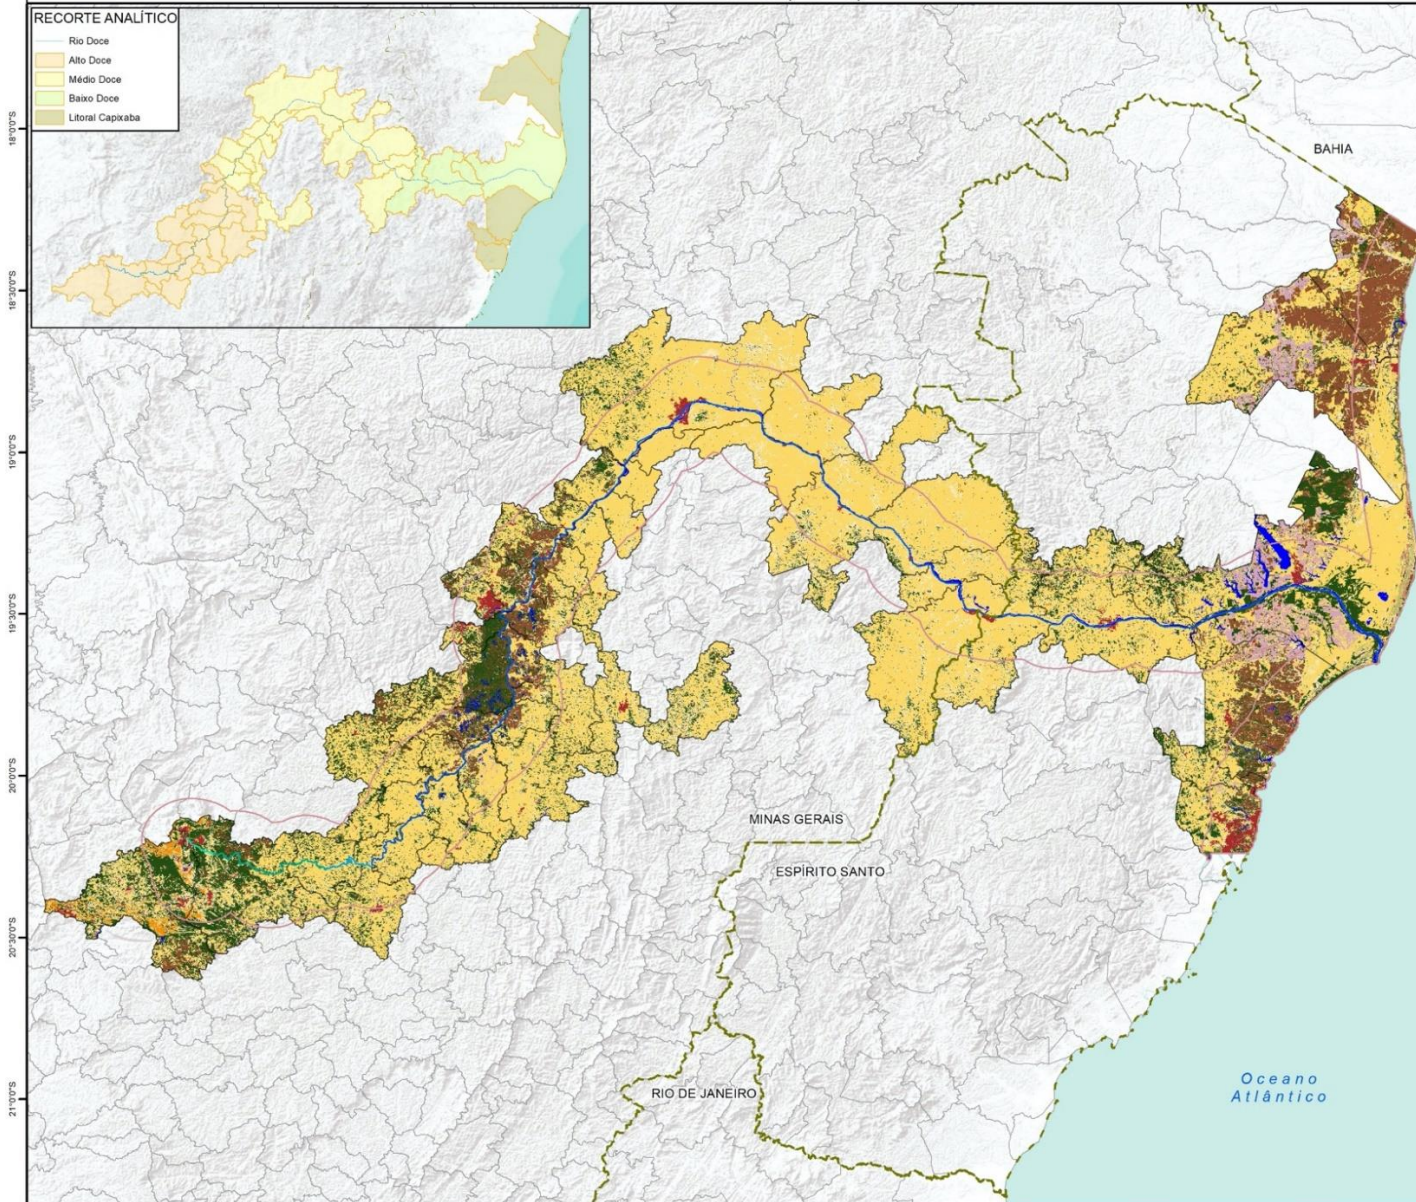 RECORTE ANALÍTICO
Rio Doce
Alto Doce
Médio Doce
Baixo Doce
Litoral Capixaba
18°0'0"S
18°30'0"S
19°0'0"S
19°30'0"S
20°0'0"S
20°30'0"S
21°0'0"S
BAHIA
MINAS GERAIS
ESPÍRITO SANTO
RIO DE JANEIRO
Oceano
Atlântico